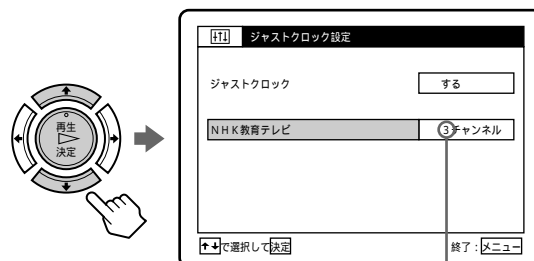 ジャストクロック設定
ジャストクロック する
NHK教育テレビ 3チャンネル
再生
決定
↑↓で選択して決定 終了:メニュー